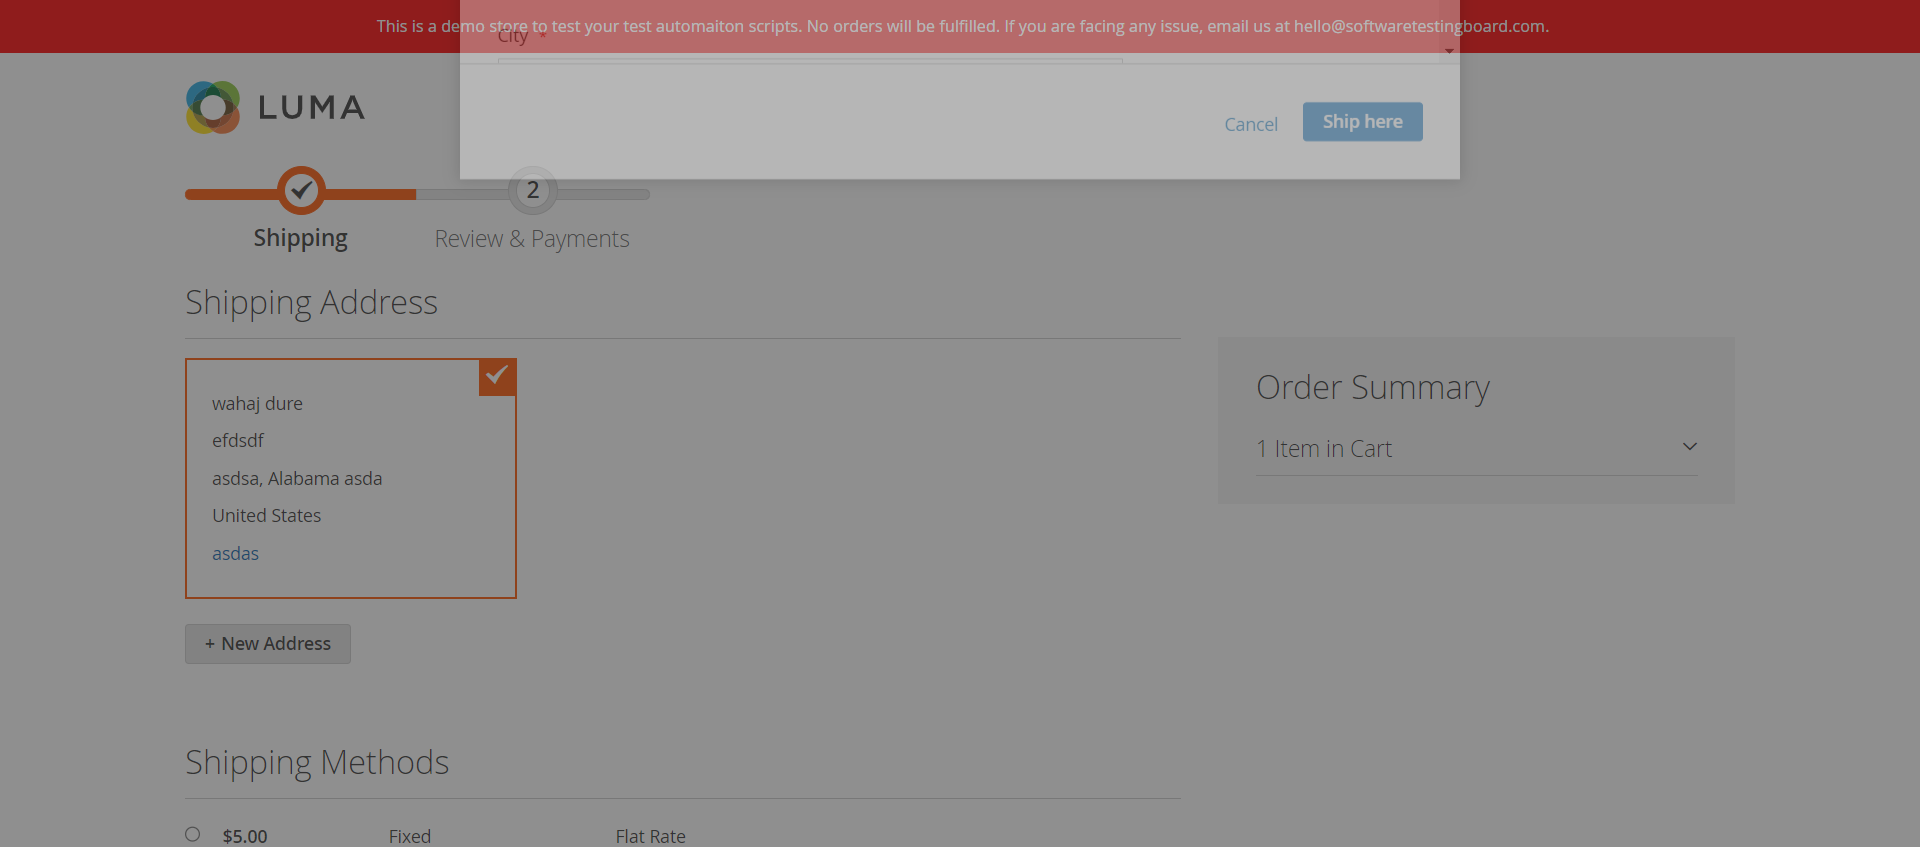 This is a demo store to test your test automaiton scripts. No orders will be fulfilled. If you are facing any issue, email us at hello@softwaretestingboard.com.
City *
LUMA
Cancel
Ship here
2
Shipping
Review & Payments
Shipping Address
wahaj dure
efdsdf
asdsa, Alabama asda
United States
asdas
+ New Address
Order Summary
1 Item in Cart
Shipping Methods
$5.00 Fixed Flat Rate